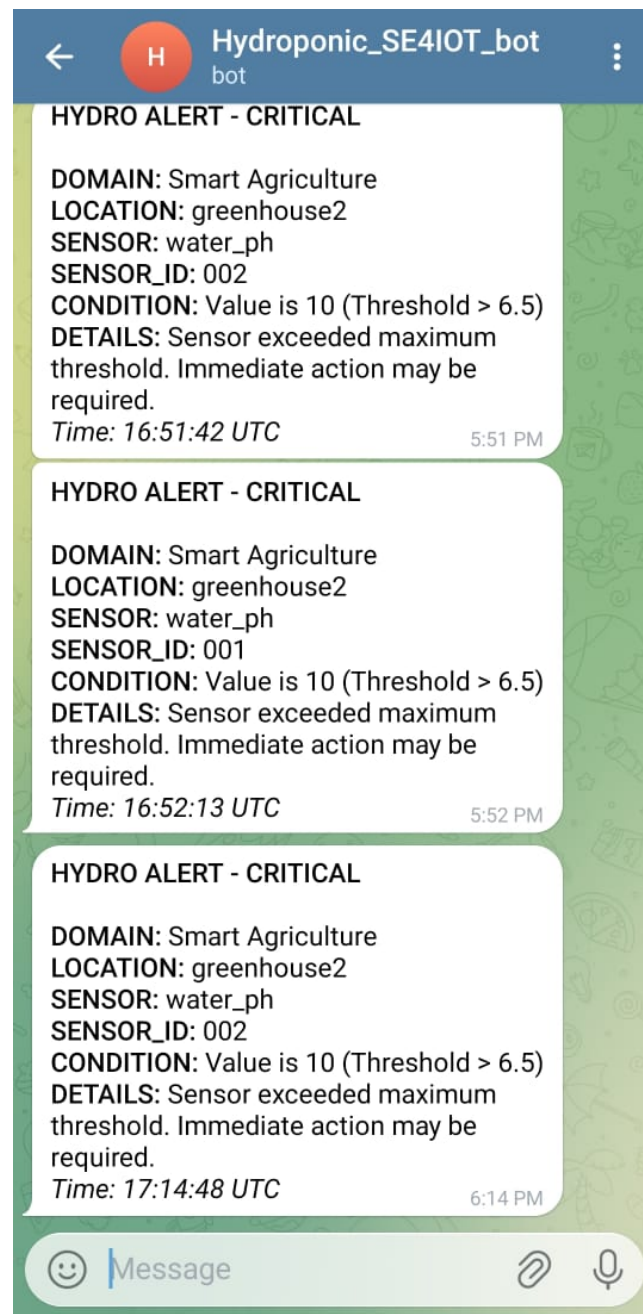 H
Hydroponic_SE4IOT_bot
bot
HYDRO ALERT - CRITICAL
DOMAIN: Smart Agriculture
LOCATION: greenhouse2
SENSOR: water_ph
SENSOR_ID: 002
CONDITION: Value is 10 (Threshold > 6.5)
DETAILS: Sensor exceeded maximum
threshold. Immediate action may be
required.
Time: 16:51:42 UTC
5:51 PM
HYDRO ALERT - CRITICAL
DOMAIN: Smart Agriculture
LOCATION: greenhouse2
SENSOR: water_ph
SENSOR_ID: 001
CONDITION: Value is 10 (Threshold > 6.5)
DETAILS: Sensor exceeded maximum
threshold. Immediate action may be
required.
Time: 16:52:13 UTC
5:52 PM
HYDRO ALERT - CRITICAL
DOMAIN: Smart Agriculture
LOCATION: greenhouse2
SENSOR: water_ph
SENSOR_ID: 002
CONDITION: Value is 10 (Threshold > 6.5)
DETAILS: Sensor exceeded maximum
threshold. Immediate action may be
required.
Time: 17:14:48 UTC
6:14 PM
Message